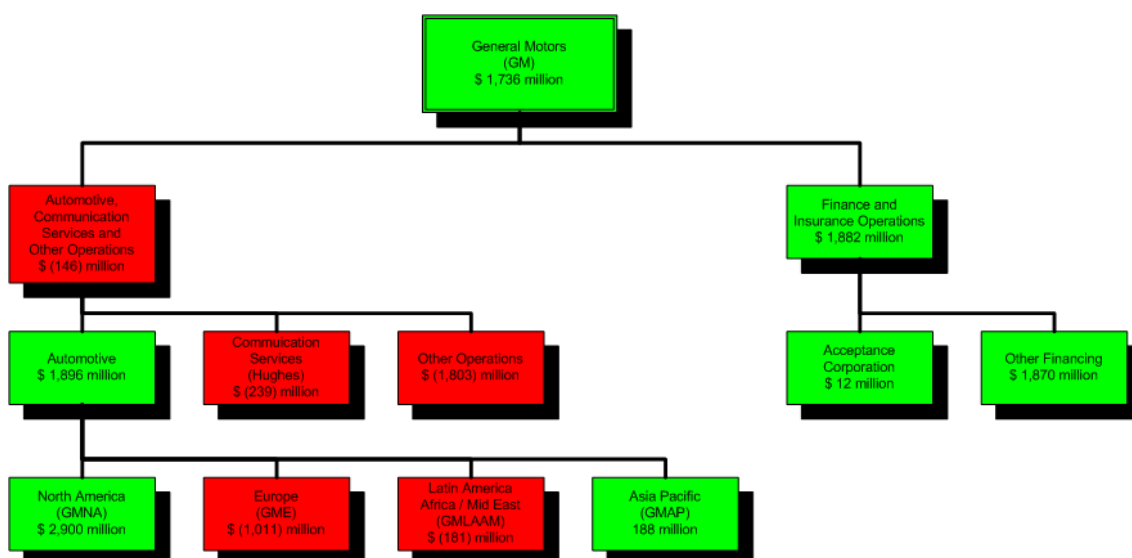 General Motors
(GM)
$ 1,736 million
Automotive,
Communication
Services and
Other Operations
$ (146) million
Finance and
Insurance Operations
$ 1,882 million
Automotive
$ 1,896 million
Commuication
Services
(Hughes)
$ (239) million
Other Operations
$ (1,803) million
Acceptance
Corporation
$ 12 million
Other Financing
$ 1,870 million
North America
(GMNA)
$ 2,900 million
Europe
(GME)
$ (1,011) million
Latin America
Africa / Mid East
(GMLAAM)
$ (181) million
Asia Pacific
(GMAP)
188 million